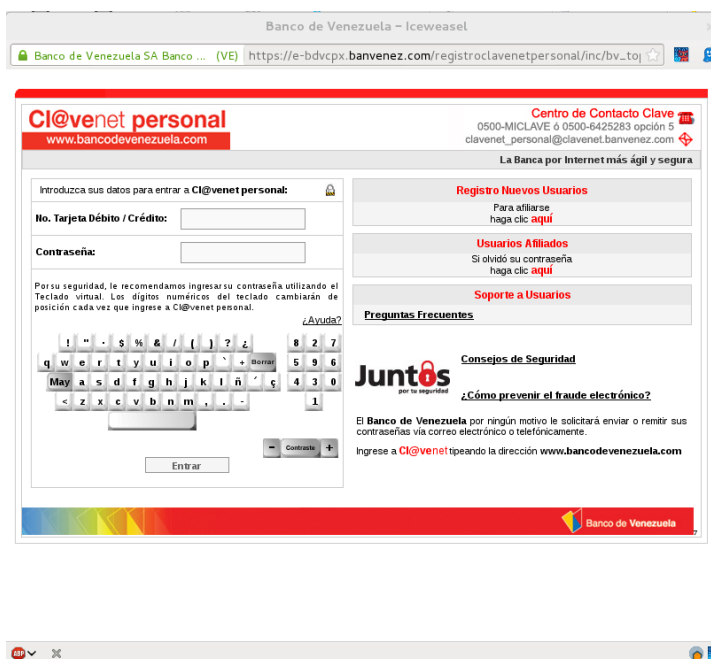 Banco de Venezuela – Iceweasel
Banco de Venezuela SA Banco ... (VE) https://e-bdvcpx.banvenez.com/registroclavenetpersonal/inc/bv_to
Cl@venet personal
www.bancodevenezuela.com
Centro de Contacto Clave
0500-MICLAVE ó 0500-6425283 opción 5
clavenet_personal@clavenet.banvenez.com
La Banca por Internet más ágil y segura
Introduzca sus datos para entrar a Cl@venet personal:
No. Tarjeta Débito / Crédito:
Contraseña:
Por su seguridad, le recomendamos ingresar su contraseña utilizando el
Teclado virtual. Los dígitos numéricos del teclado cambiarán de
posición cada vez que ingrese a Cl@venet personal.
¿Ayuda?
! " · $ % & / ( ) ? ¿ 8 2 7
q w e r t y u i o p ` + Borrar 5 9 6
May a s d f g h j k l ñ ´ ç 4 3 0
< z x c v b n m , . - 1
- Contraste +
Entrar
Registro Nuevos Usuarios
Para afiliarse
haga clic aquí
Usuarios Afiliados
Si olvidó su contraseña
haga clic aquí
Soporte a Usuarios
Preguntas Frecuentes
Juntos
por tu seguridad
Consejos de Seguridad
¿Cómo prevenir el fraude electrónico?
El Banco de Venezuela por ningún motivo le solicitará enviar o remitir sus
contraseñas vía correo electrónico o telefónicamente.
Ingrese a Cl@venet tipeando la dirección www.bancodevenezuela.com
Banco de Venezuela
ABP